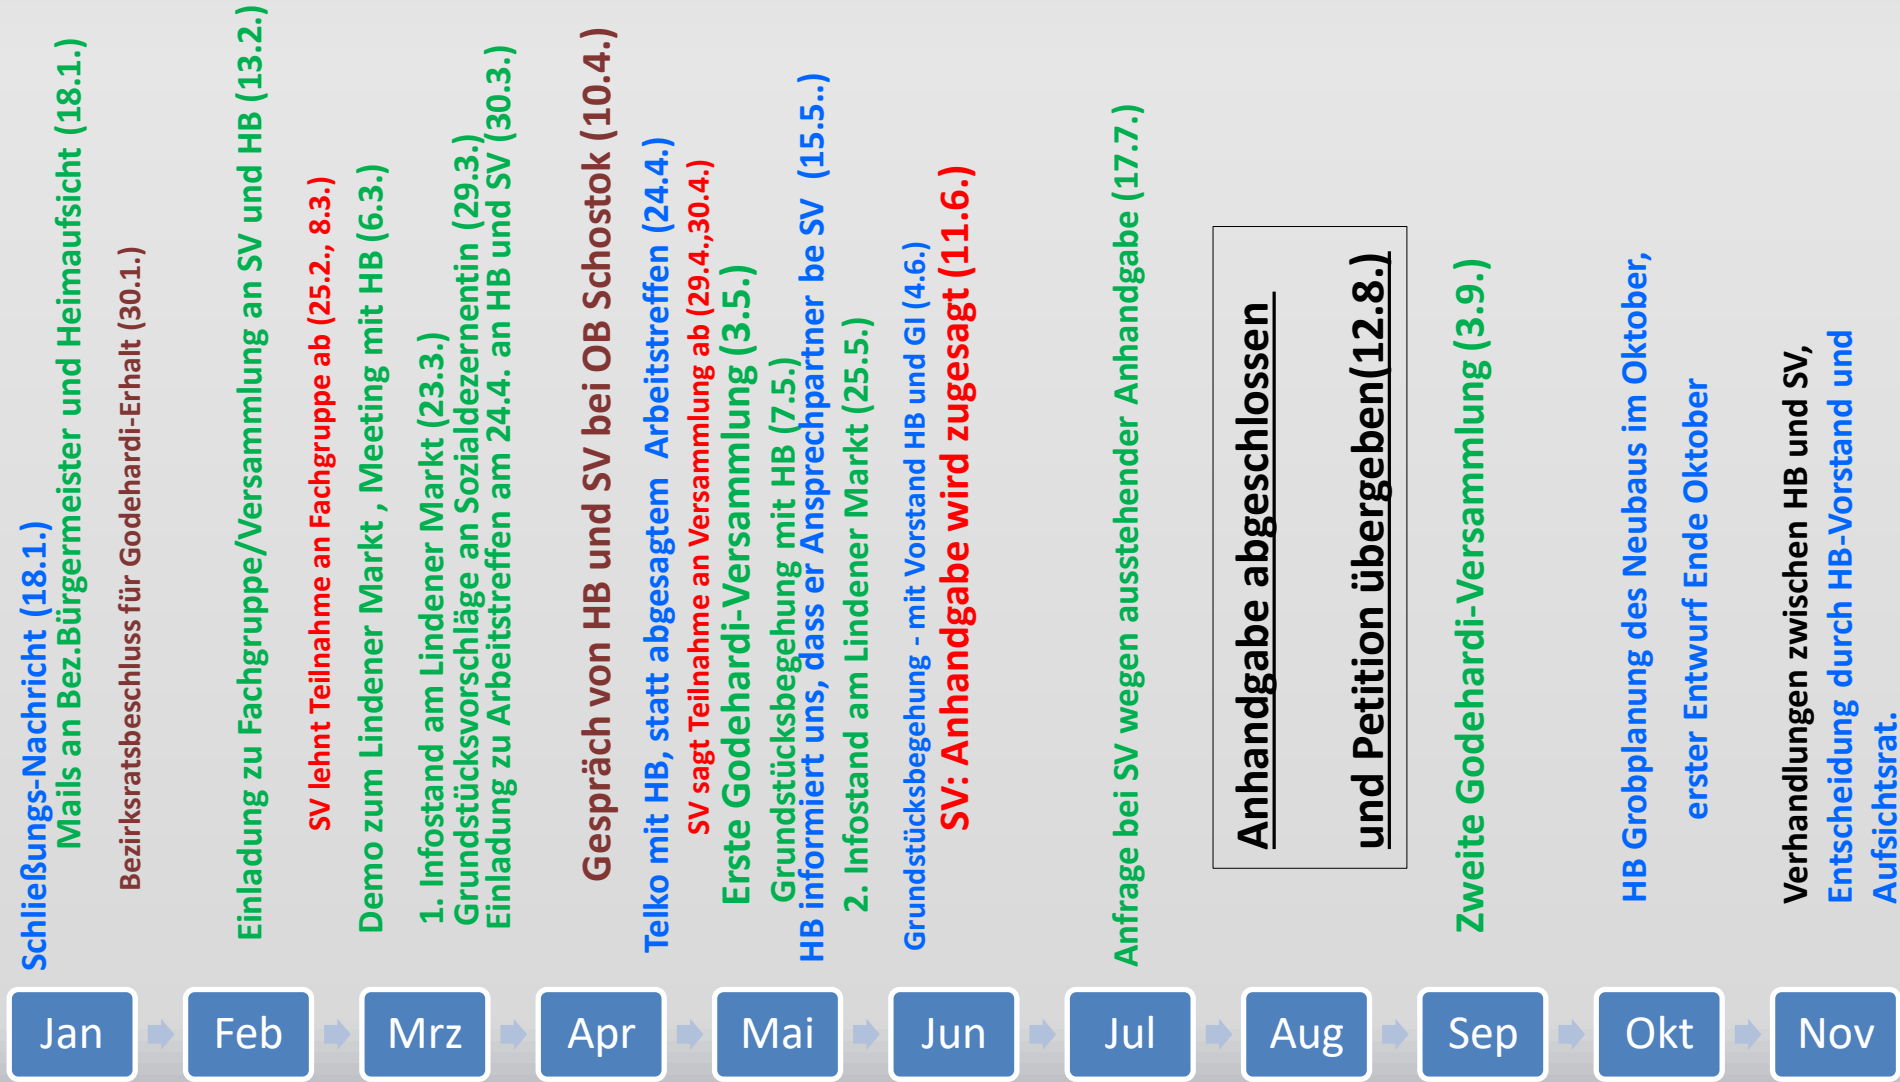 Schließungs-Nachricht (18.1.)
Mails an Bez.Bürgermeister und Heimaufsicht (18.1.)
Bezirksratsbeschluss für Godehardi-Erhalt (30.1.)
Einladung zu Fachgruppe/Versammlung an SV und HB (13.2.)
SV lehnt Teilnahme an Fachgruppe ab (25.2., 8.3.)
Demo zum Lindener Markt , Meeting mit HB (6.3.)
1. Infostand am Lindener Markt (23.3.)
Grundstücksvorschläge an Sozialdezernentin (29.3.)
Einladung zu Arbeitstreffen am 24.4. an HB und SV (30.3.)
Gespräch von HB und SV bei OB Schostok (10.4.)
Telko mit HB, statt abgesagtem Arbeitstreffen (24.4.)
SV sagt Teilnahme an Versammlung ab (29.4.,30.4.)
Erste Godehardi-Versammlung (3.5.)
Grundstücksbegehung mit HB (7.5.)
HB informiert uns, dass er Ansprechpartner be SV (15.5..)
2. Infostand am Lindener Markt (25.5.)
Grundstücksbegehung - mit Vorstand HB und GI (4.6.)
SV: Anhandgabe wird zugesagt (11.6.)
Anfrage bei SV wegen ausstehender Anhandgabe (17.7.)
Anhandgabe abgeschlossen
und Petition übergeben(12.8.)
Zweite Godehardi-Versammlung (3.9.)
HB Grobplanung des Neubaus im Oktober,
erster Entwurf Ende Oktober
Verhandlungen zwischen HB und SV,
Entscheidung durch HB-Vorstand und
Aufsichtsrat.
Jan
Feb
Mrz
Apr
Mai
Jun
Jul
Aug
Sep
Okt
Nov